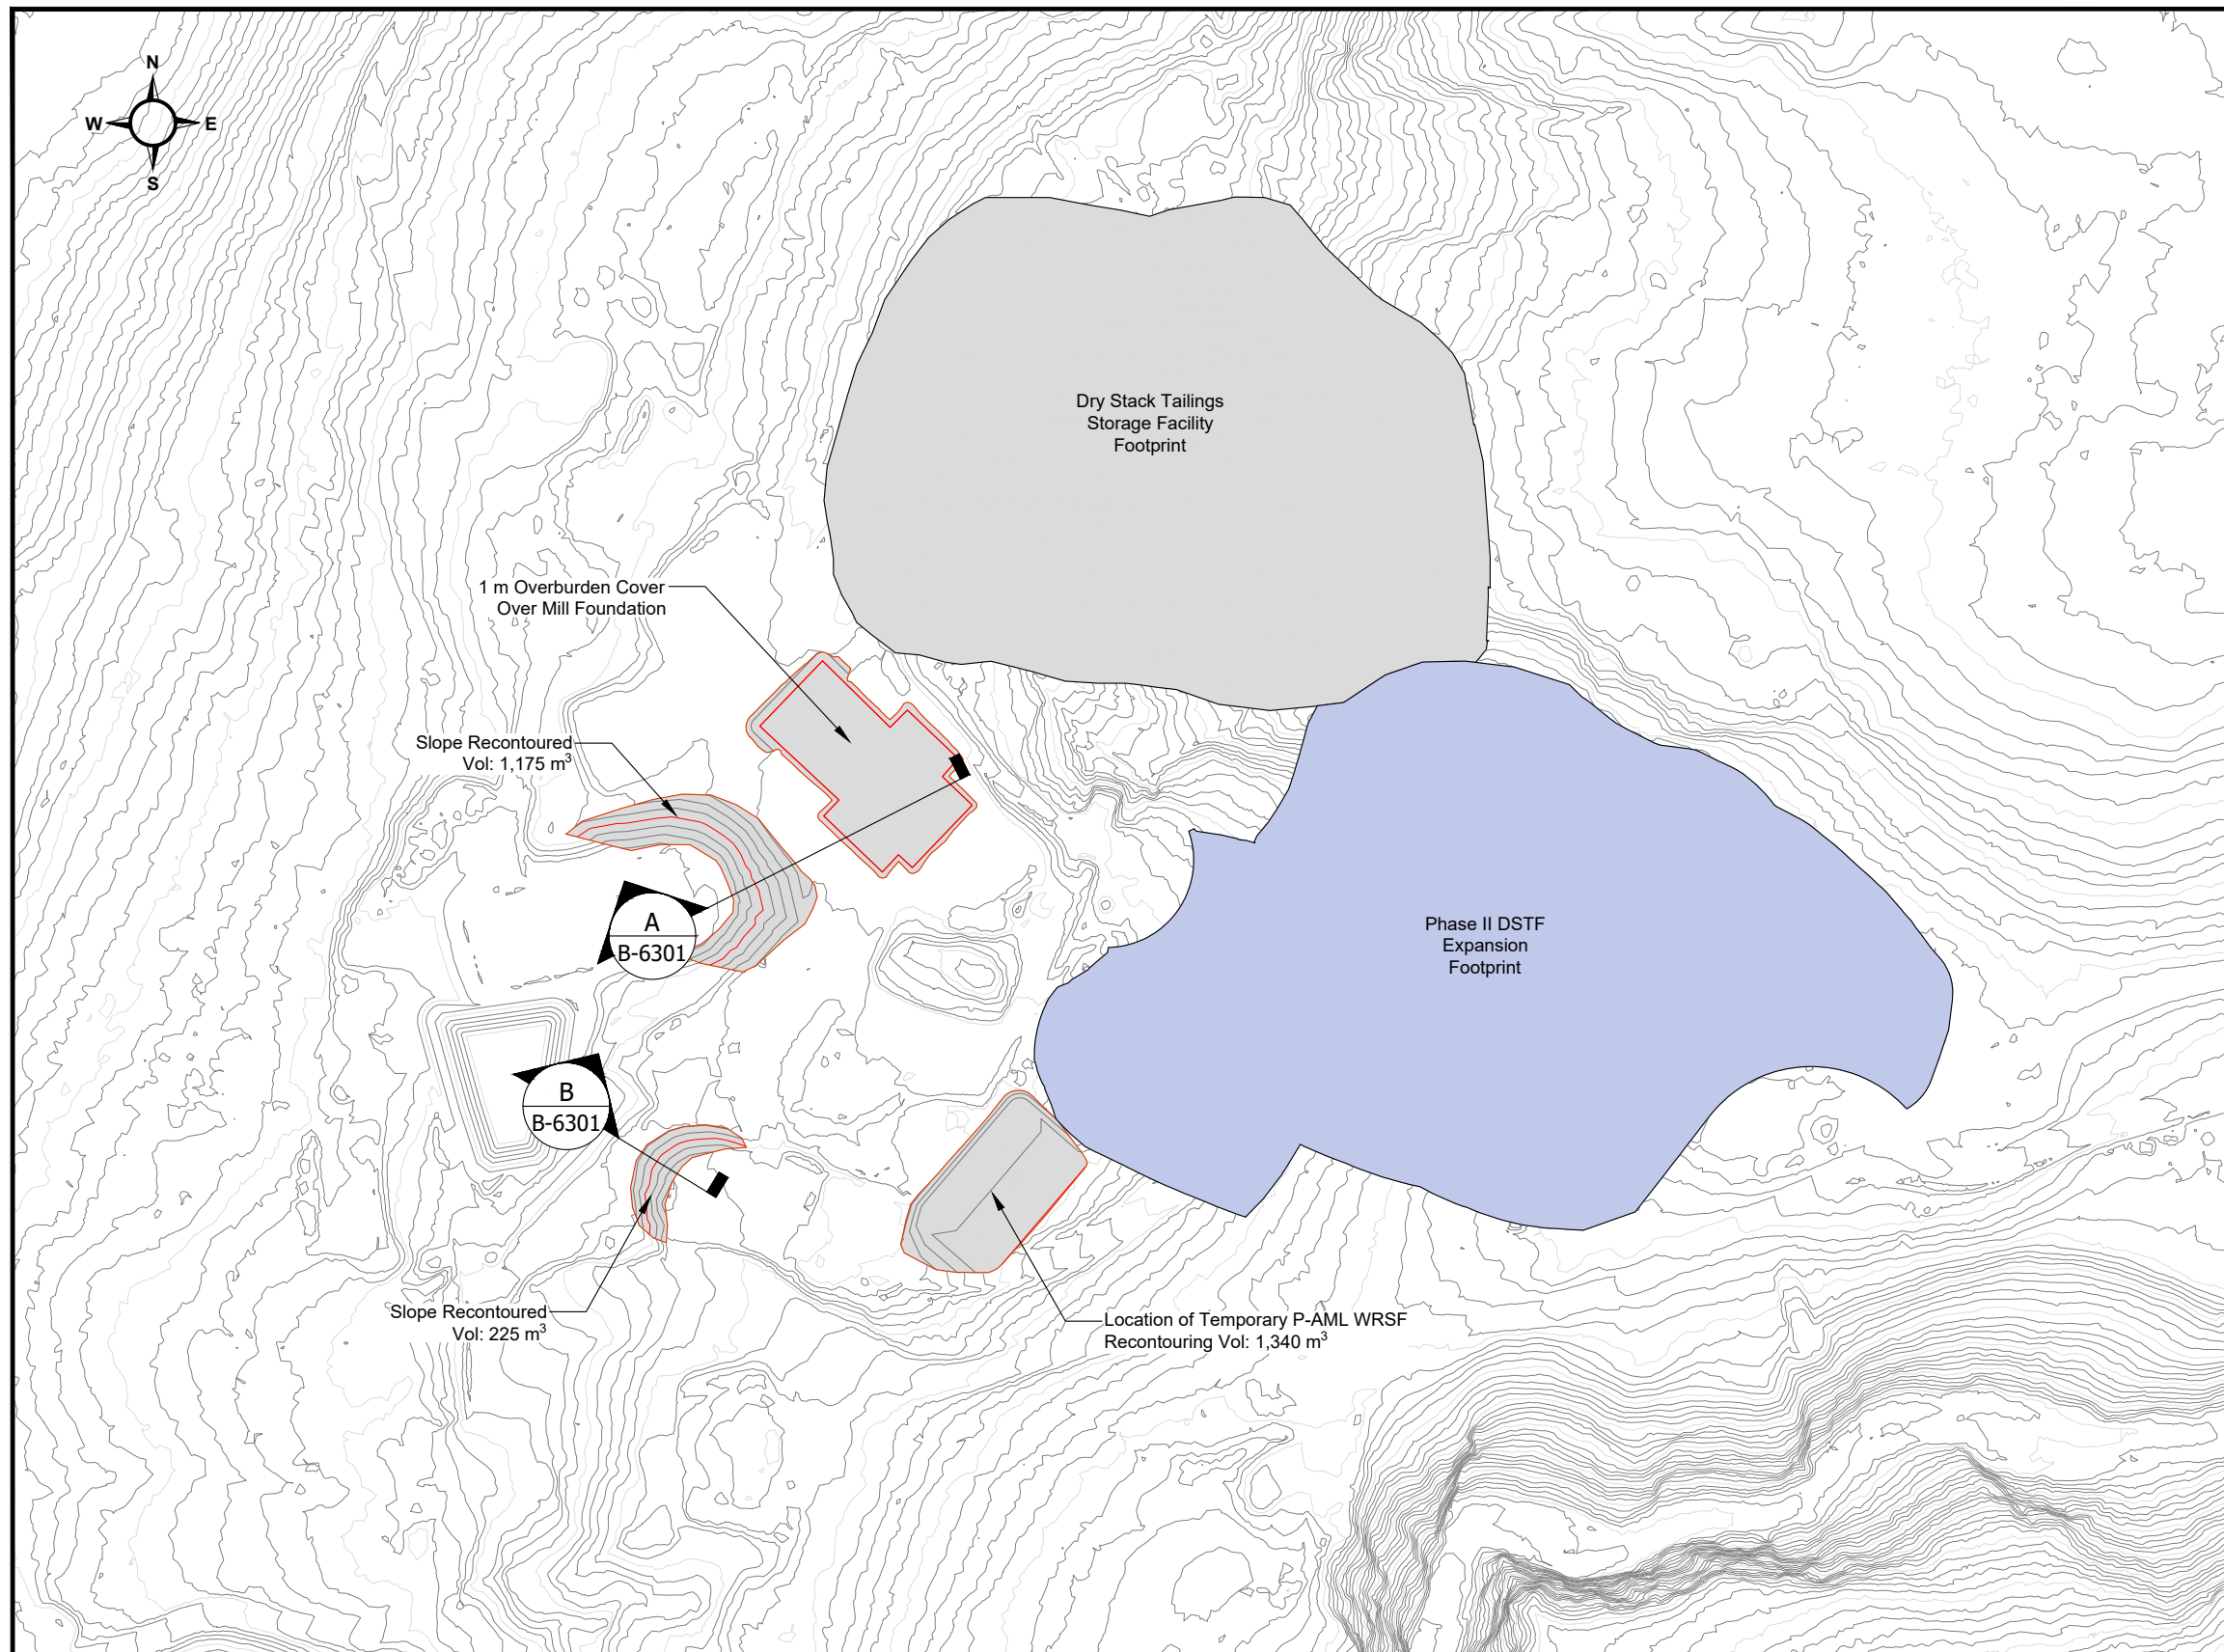 N
W E
S
Dry Stack Tailings
Storage Facility
Footprint
1 m Overburden Cover
Over Mill Foundation
Slope Recontoured
Vol: 1,175 m³
A
B-6301
Phase II DSTF
Expansion
Footprint
B
B-6301
Slope Recontoured
Vol: 225 m³
Location of Temporary P-AML WRSF
Recontouring Vol: 1,340 m³